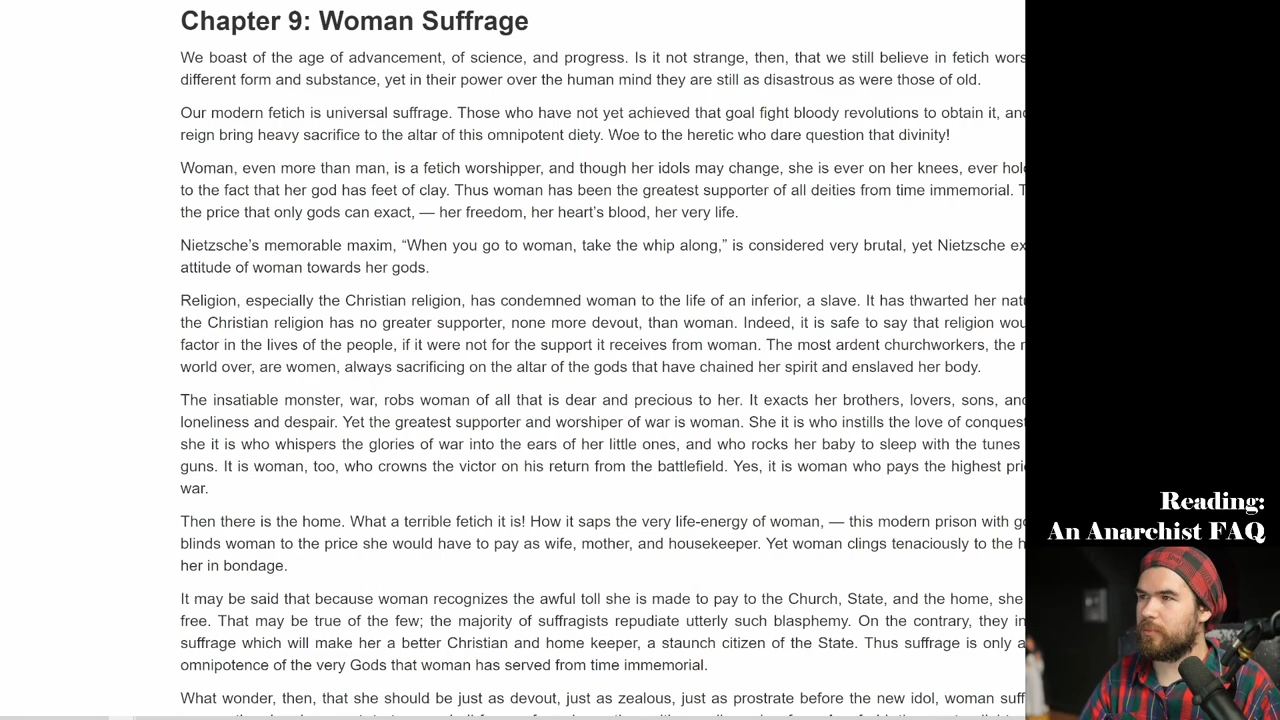 Chapter 9: Woman Suffrage
We boast of the age of advancement, of science, and progress. Is it not strange, then, that we still believe in fetich
different form and substance, yet in their power over the human mind they are still as disastrous as were those of old.
Our modern fetich is universal suffrage. Those who have not yet achieved that goal fight bloody revolutions to obtain it,
reign bring heavy sacrifice to the altar of this omnipotent diety. Woe to the heretic who dare question that divinity!
Woman, even more than man, is a fetich worshipper, and though her idols may change, she is ever on her knees, ever
to the fact that her god has feet of clay. Thus woman has been the greatest supporter of all deities from time immemorial.
the price that only gods can exact, — her freedom, her heart’s blood, her very life.
Nietzsche’s memorable maxim, “When you go to woman, take the whip along,” is considered very brutal, yet Nietzsche
attitude of woman towards her gods.
Religion, especially the Christian religion, has condemned woman to the life of an inferior, a slave. It has thwarted her
the Christian religion has no greater supporter, none more devout, than woman. Indeed, it is safe to say that religion
factor in the lives of the people, if it were not for the support it receives from woman. The most ardent churchworkers, the
world over, are women, always sacrificing on the altar of the gods that have chained her spirit and enslaved her body.
The insatiable monster, war, robs woman of all that is dear and precious to her. It exacts her brothers, lovers, sons,
loneliness and despair. Yet the greatest supporter and worshiper of war is woman. She it is who instills the love of
she it is who whispers the glories of war into the ears of her little ones, and who rocks her baby to sleep with the tunes
guns. It is woman, too, who crowns the victor on his return from the battlefield. Yes, it is woman who pays the highest
war.
Then there is the home. What a terrible fetich it is! How it saps the very life-energy of woman, — this modern prison with
blinds woman to the price she would have to pay as wife, mother, and housekeeper. Yet woman clings tenaciously to the
her in bondage.
It may be said that because woman recognizes the awful toll she is made to pay to the Church, State, and the home, she
free. That may be true of the few; the majority of suffragists repudiate utterly such blasphemy. On the contrary, they
suffrage which will make her a better Christian and home keeper, a staunch citizen of the State. Thus suffrage is only
omnipotence of the very Gods that woman has served from time immemorial.
What wonder, then, that she should be just as devout, just as zealous, just as prostrate before the new idol, woman
Reading:
An Anarchist FAQ